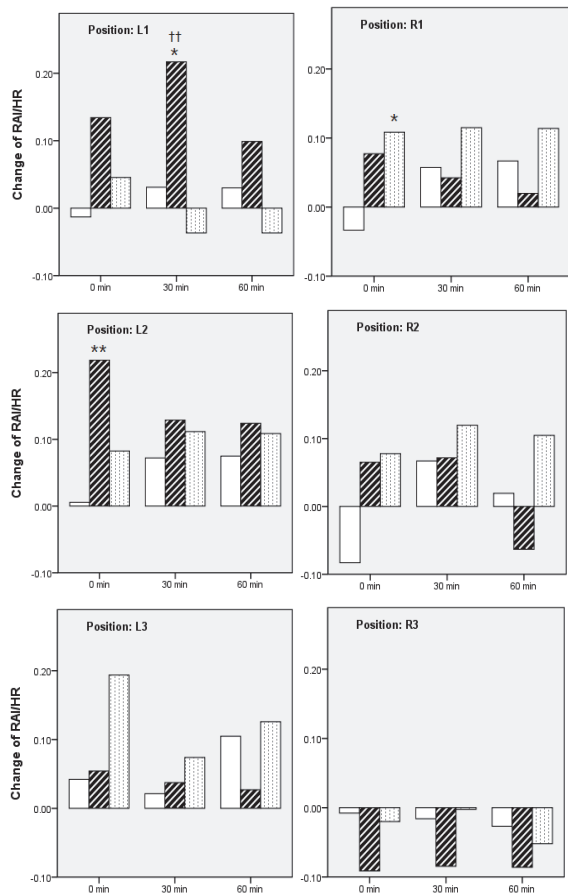 Position: L1
††
*
0.20
0.10
0.00
-0.10
Change of RAI/HR
0 min 30 min 60 min
Position: R1
*
0.20
0.10
0.00
-0.10
0 min 30 min 60 min
Position: L2
**
0.20
0.10
0.00
-0.10
Change of RAI/HR
0 min 30 min 60 min
Position: R2
0.20
0.10
0.00
-0.10
0 min 30 min 60 min
Position: L3
0.20
0.10
0.00
-0.10
Change of RAI/HR
0 min 30 min 60 min
Position: R3
0.20
0.10
0.00
-0.10
0 min 30 min 60 min